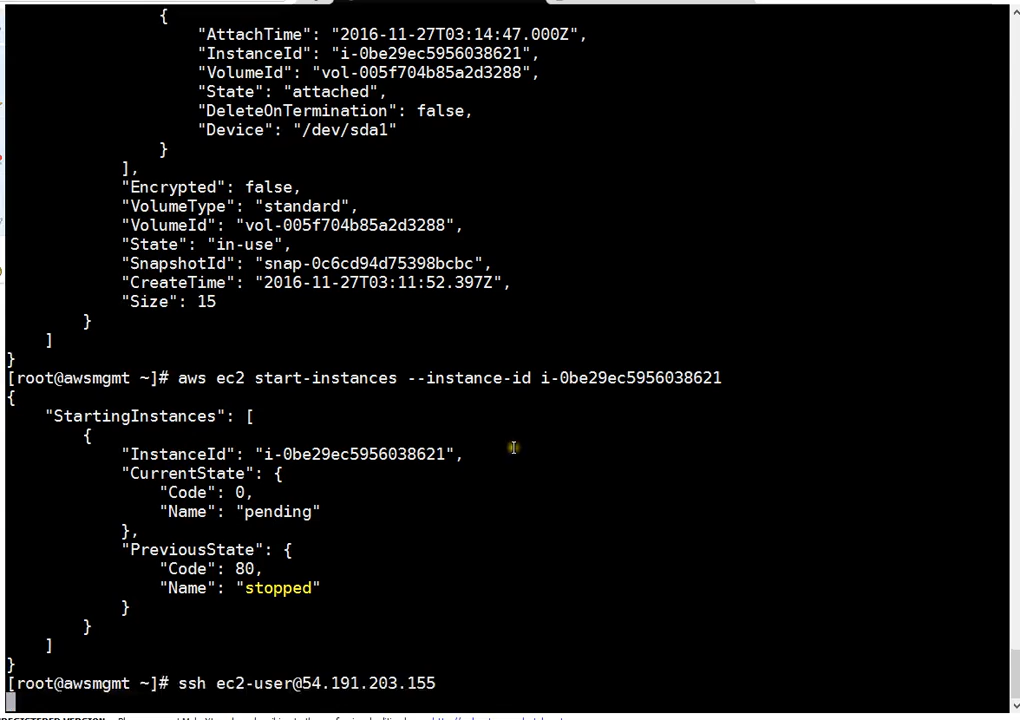 {
"AttachTime": "2016-11-27T03:14:47.000Z",
"InstanceId": "i-0be29ec5956038621",
"VolumeId": "vol-005f704b85a2d3288",
"State": "attached",
"DeleteOnTermination": false,
"Device": "/dev/sda1"
}
],
"Encrypted": false,
"VolumeType": "standard",
"VolumeId": "vol-005f704b85a2d3288",
"State": "in-use",
"SnapshotId": "snap-0c6cd94d75398bcbc",
"CreateTime": "2016-11-27T03:11:52.397Z",
"Size": 15
}
]
}
[root@awsmgmt ~]# aws ec2 start-instances --instance-id i-0be29ec5956038621
{
"StartingInstances": [
{
"InstanceId": "i-0be29ec5956038621",
"CurrentState": {
"Code": 0,
"Name": "pending"
},
"PreviousState": {
"Code": 80,
"Name": "stopped"
}
}
]
}
[root@awsmgmt ~]# ssh ec2-user@54.191.203.155